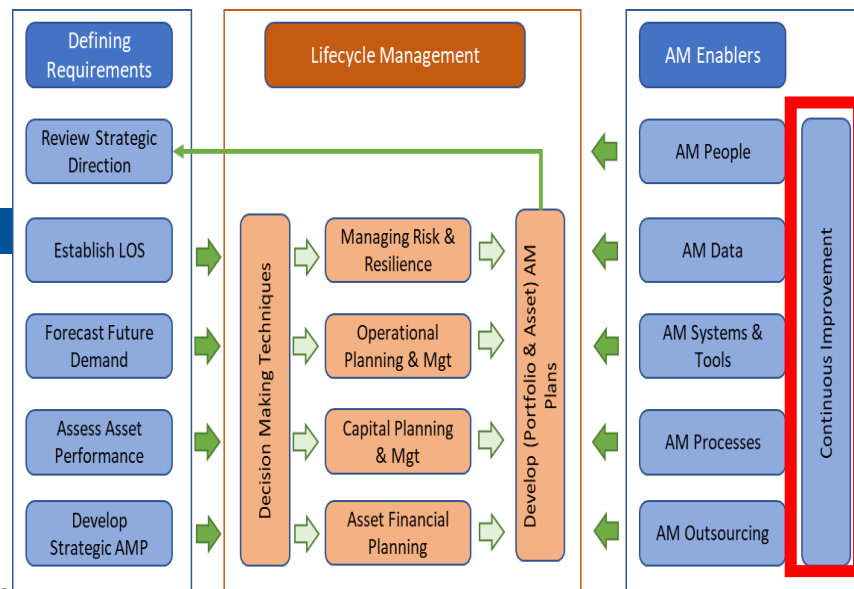 Defining
Requirements
Review Strategic
Direction
Establish LOS
Forecast Future
Demand
Assess Asset
Performance
Develop
Strategic AMP
Lifecycle Management
Decision Making Techniques
Managing Risk &
Resilience
Operational
Planning & Mgt
Capital Planning
& Mgt
Asset Financial
Planning
Develop (Portfolio & Asset) AM
Plans
AM Enablers
AM People
AM Data
AM Systems &
Tools
AM Processes
AM Outsourcing
Continuous Improvement